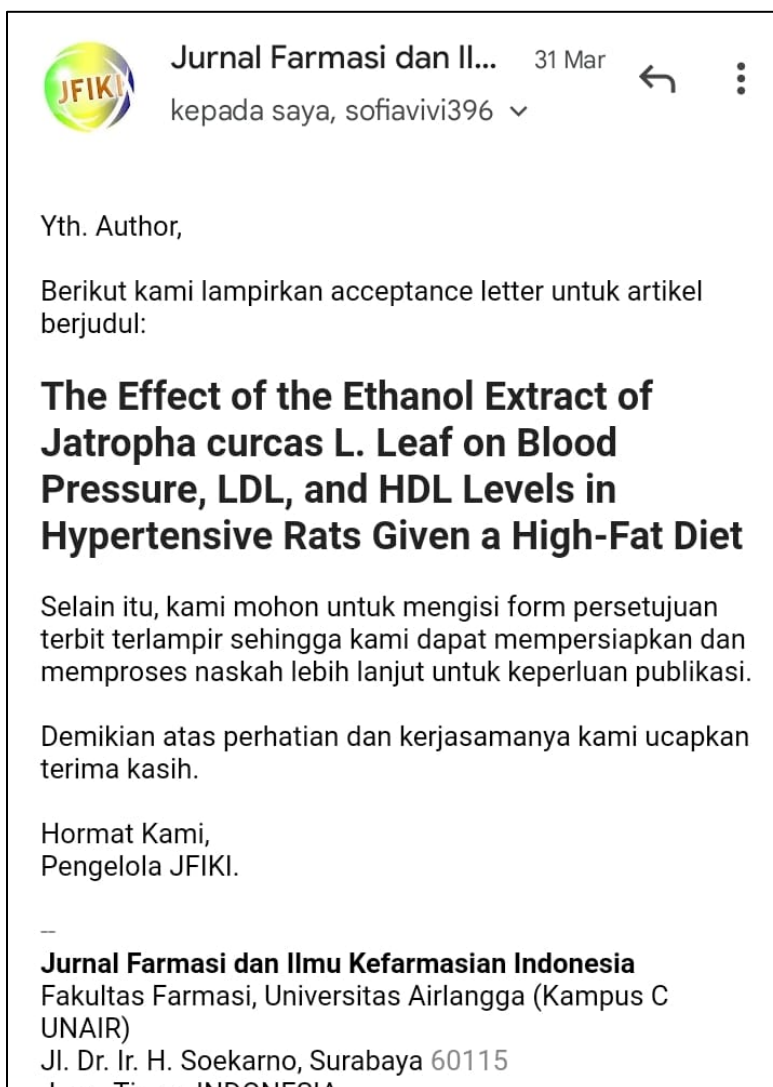 JFIKI
Jurnal Farmasi dan Il... 31 Mar
kepada saya, sofiavivi396
Yth. Author,
Berikut kami lampirkan acceptance letter untuk artikel
berjudul:
The Effect of the Ethanol Extract of
Jatropha curcas L. Leaf on Blood
Pressure, LDL, and HDL Levels in
Hypertensive Rats Given a High-Fat Diet
Selain itu, kami mohon untuk mengisi form persetujuan
terbit terlampir sehingga kami dapat mempersiapkan dan
memproses naskah lebih lanjut untuk keperluan publikasi.
Demikian atas perhatian dan kerjasamanya kami ucapkan
terima kasih.
Hormat Kami,
Pengelola JFIKI.
--
Jurnal Farmasi dan Ilmu Kefarmasian Indonesia
Fakultas Farmasi, Universitas Airlangga (Kampus C
UNAIR)
Jl. Dr. Ir. H. Soekarno, Surabaya 60115